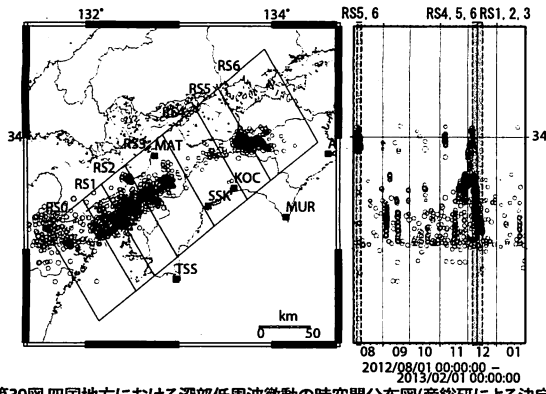 132°
134°
RS5, 6
RS4, 5, 6
RS1, 2, 3
RS6
RS5
RS3
MAT
34
34
RS2
RS1
KOC
SSK
MUR
TSS
km
0
50
08
09
10
11
12
01
2012/08/01 00:00:00 –
2013/02/01 00:00:00